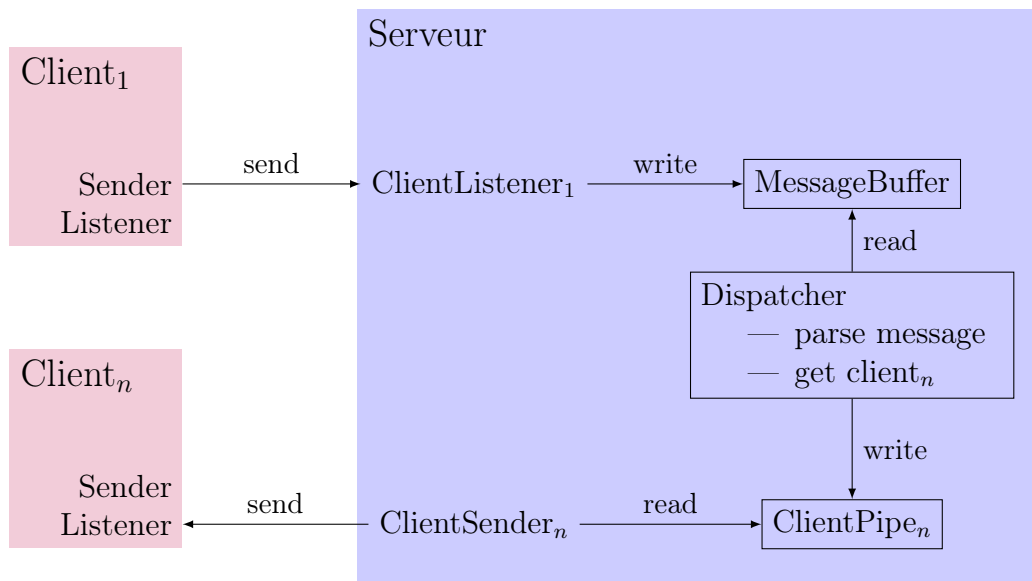 Serveur
Client₁
Sender
Listener
send
ClientListener₁
write
MessageBuffer
read
Dispatcher
— parse message
— get clientₙ
write
Clientₙ
Sender
Listener
send
ClientSenderₙ
read
ClientPipeₙ